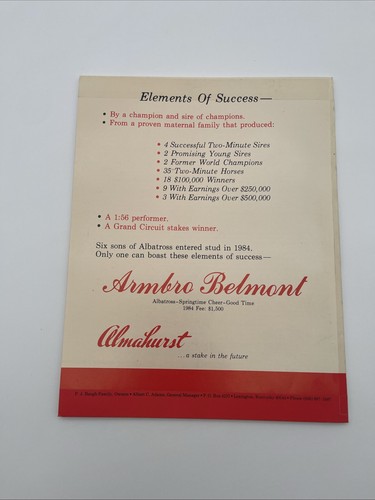 Elements Of Success—
• By a champion and sire of champions.
• From a proven maternal family that produced:
• 4 Successful Two-Minute Sires
• 2 Promising Young Sires
• 2 Former World Champions
• 35 Two-Minute Horses
• 18 $100,000 Winners
• 9 With Earnings Over $250,000
• 3 With Earnings Over $500,000
• A 1:56 performer.
• A Grand Circuit stakes winner.
Six sons of Albatross entered stud in 1984.
Only one can boast these elements of success—
Armbro Belmont
Albatross–Springtime Cheer–Good Time
1984 Fee: $1,500
Almahurst
...a stake in the future